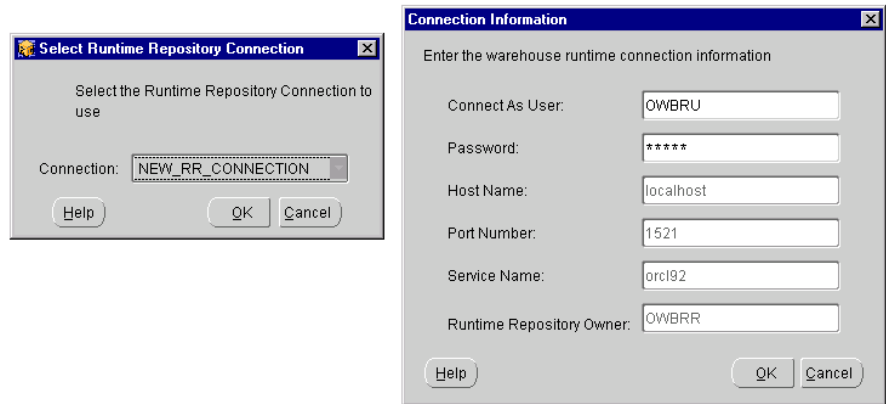 Select Runtime Repository Connection
Select the Runtime Repository Connection to
use
Connection: NEW_RR_CONNECTION
Help OK Cancel
Connection Information
Enter the warehouse runtime connection information
Connect As User: OWBRU
Password: *****
Host Name: localhost
Port Number: 1521
Service Name: orcl92
Runtime Repository Owner: OWBRR
Help OK Cancel